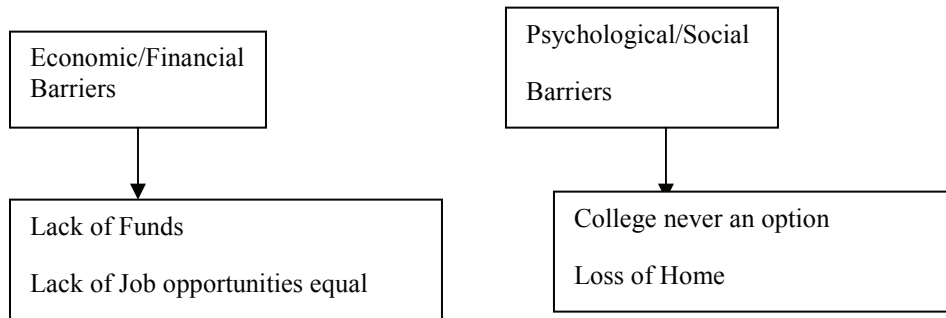 Economic/Financial
Barriers
Psychological/Social
Barriers
Lack of Funds
Lack of Job opportunities equal
College never an option
Loss of Home